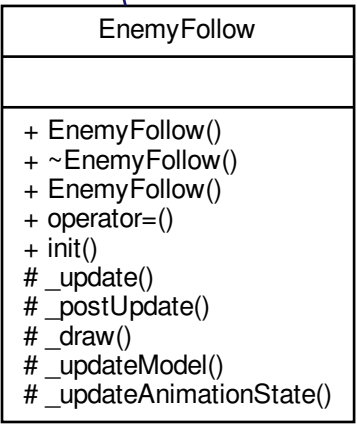 EnemyFollow
+ EnemyFollow()
+ ~EnemyFollow()
+ EnemyFollow()
+ operator=()
+ init()
# _update()
# _postUpdate()
# _draw()
# _updateModel()
# _updateAnimationState()